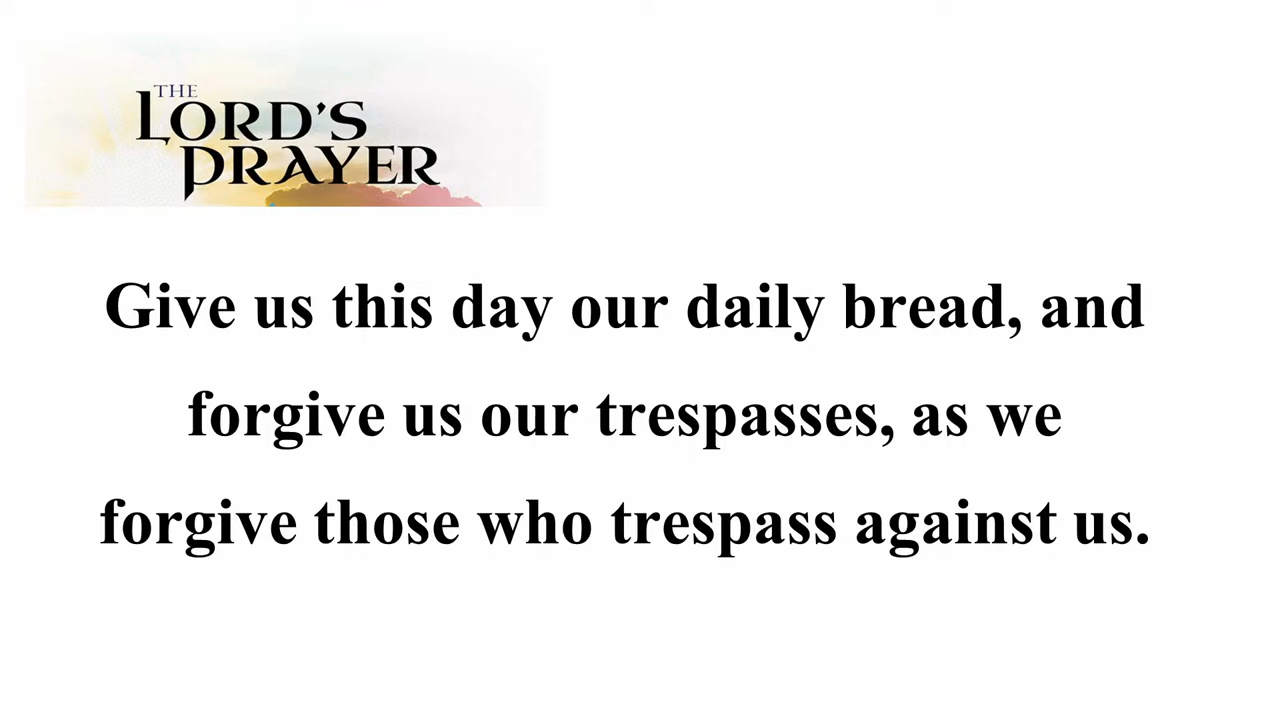 THE
LORD'S
PRAYER
Give us this day our daily bread, and
forgive us our trespasses, as we
forgive those who trespass against us.